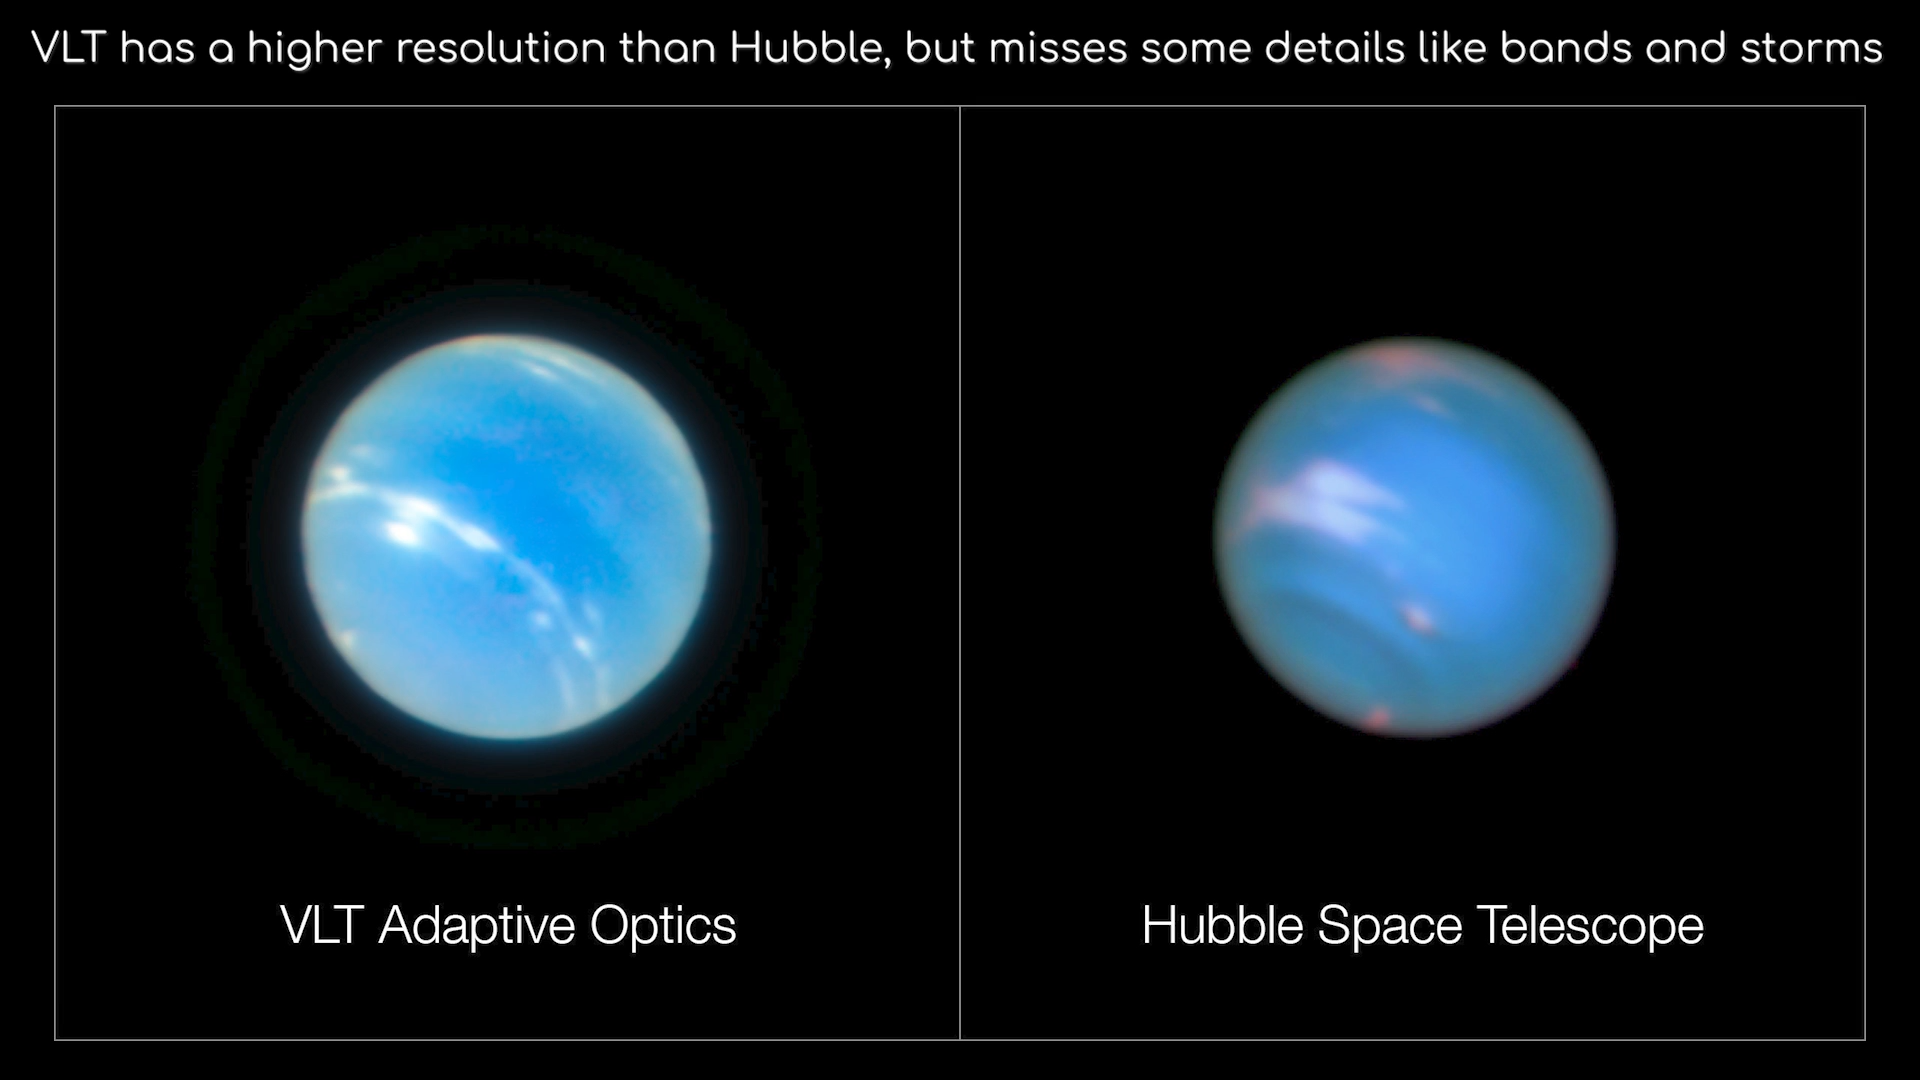 VLT has a higher resolution than Hubble, but misses some details like bands and storms
VLT Adaptive Optics
Hubble Space Telescope